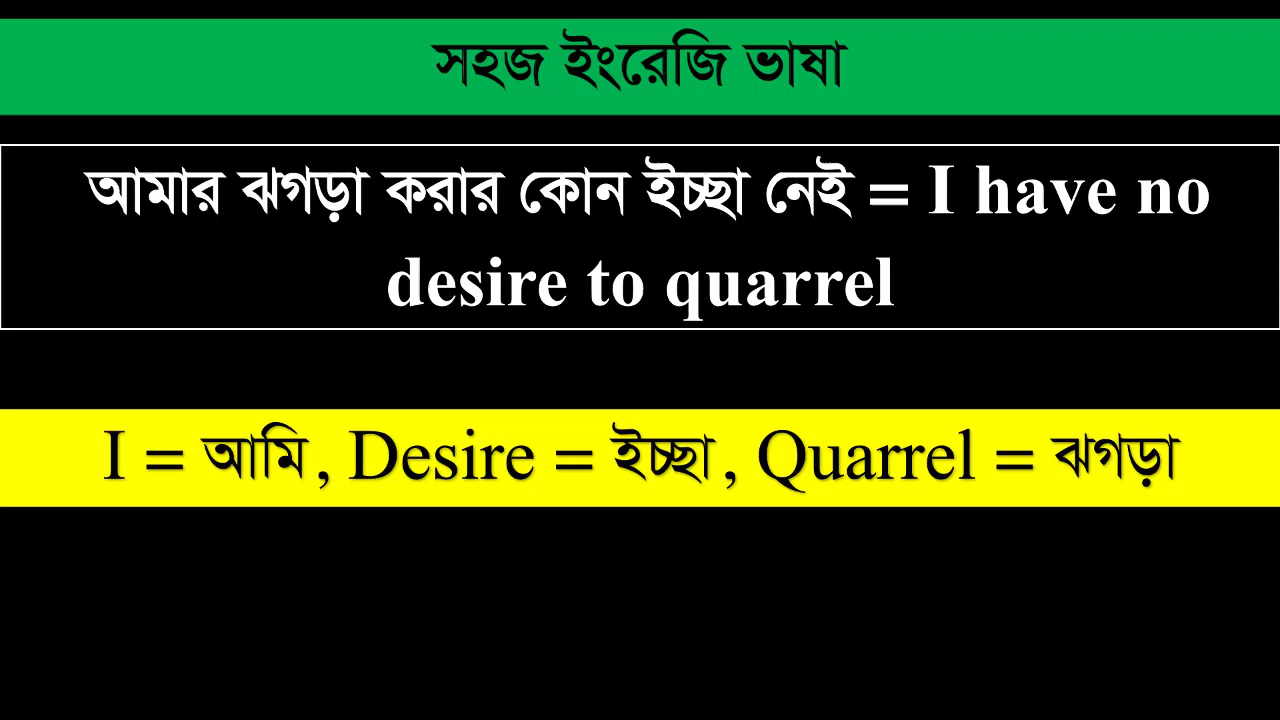 সহজ ইংরেজি ভাষা
আমার ঝগড়া করার কোন ইচ্ছা নেই = I have no
desire to quarrel
I = আমি, Desire = ইচ্ছা, Quarrel = ঝগড়া